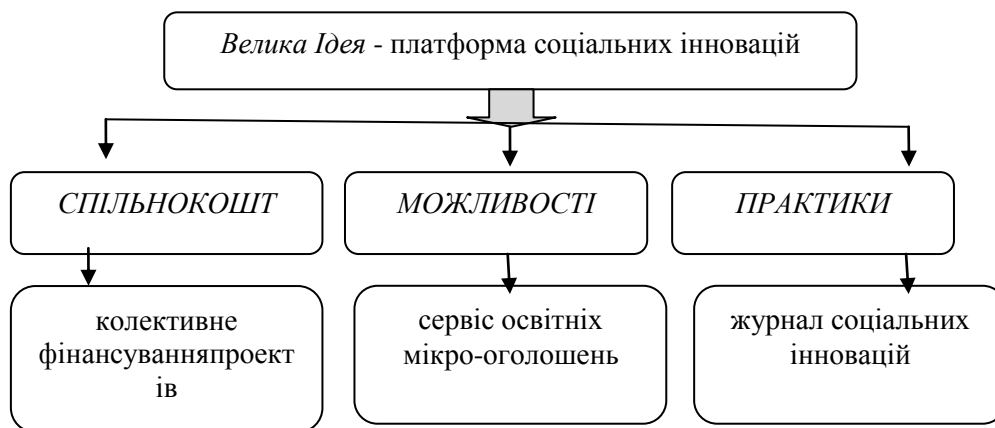 Велика Ідея - платформа соціальних інновацій
СПІЛЬНОКОШТ
МОЖЛИВОСТІ
ПРАКТИКИ
колективне
фінансуванняпроект
ів
сервіс освітніх
мікро-оголошень
журнал соціальних
інновацій